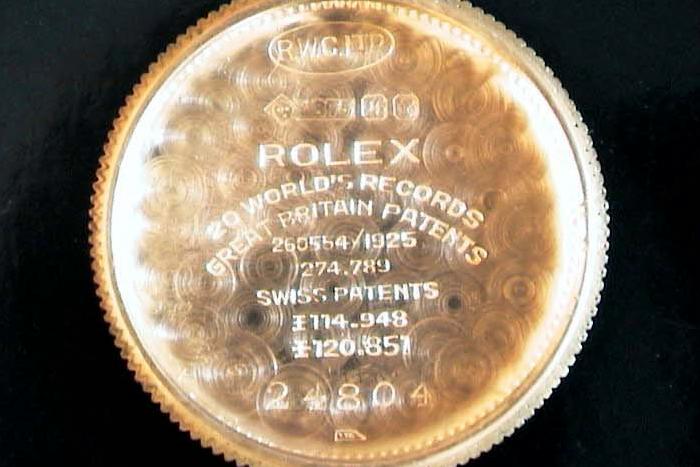 R.W.C.LTD
ROLEX
20 WORLD'S RECORDS
GREAT BRITAIN PATENTS
260554/1925
274.789
SWISS PATENTS
114.948
120.851
24804